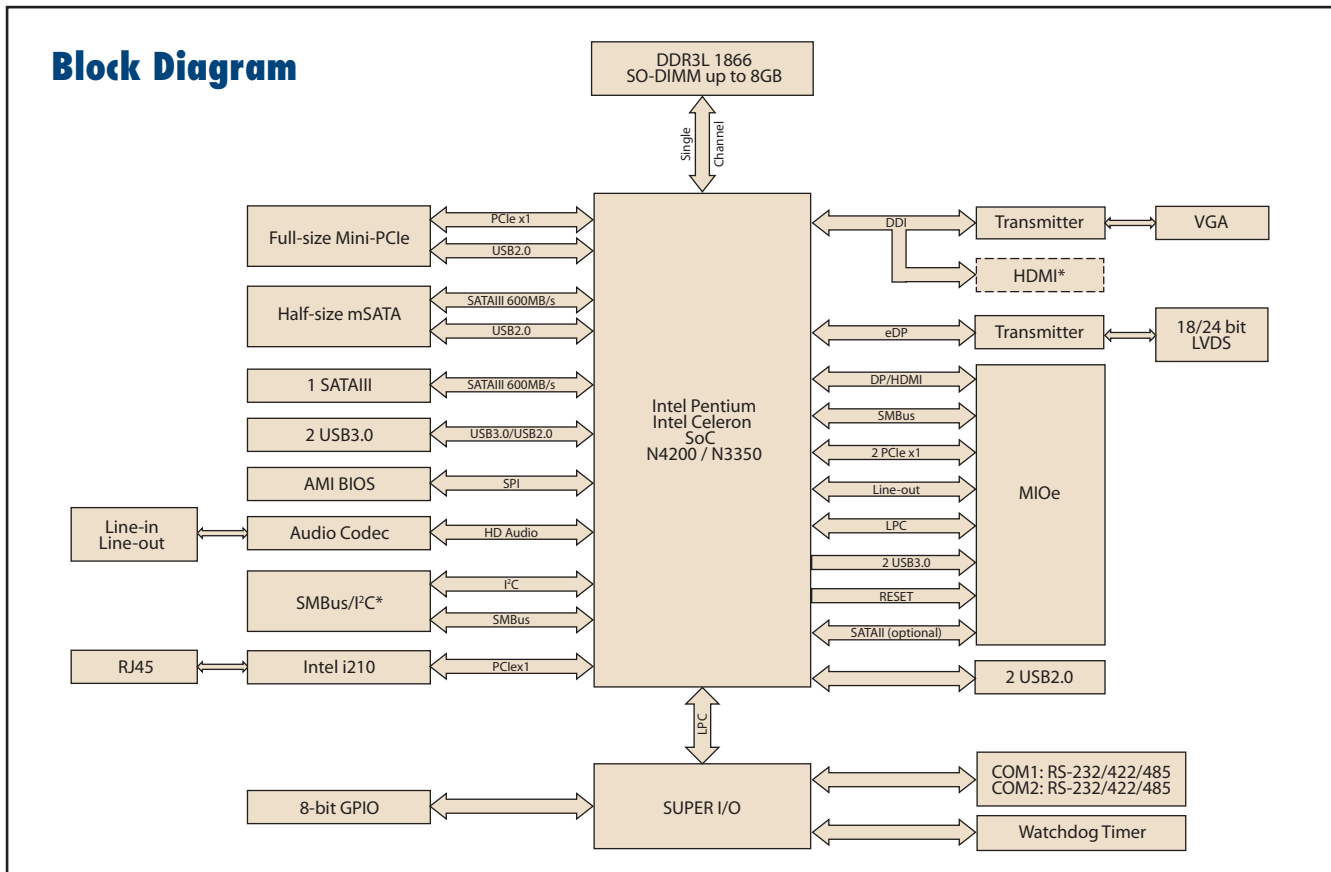 Block Diagram
DDR3L 1866
SO-DIMM up to 8GB
Single
Channel
Full-size Mini-PCIe
PCIe x1
USB2.0
Half-size mSATA
SATAIII 600MB/s
USB2.0
1 SATAIII
SATAIII 600MB/s
2 USB3.0
USB3.0/USB2.0
AMI BIOS
SPI
Line-in
Line-out
Audio Codec
HD Audio
SMBus/I²C*
I²C
SMBus
RJ45
Intel i210
PCIex1
Intel Pentium
Intel Celeron
SoC
N4200 / N3350
DDI
Transmitter
VGA
HDMI*
eDP
Transmitter
18/24 bit
LVDS
DP/HDMI
SMBus
2 PCIe x1
Line-out
LPC
2 USB3.0
RESET
SATAII (optional)
MIOe
2 USB2.0
LPC
8-bit GPIO
SUPER I/O
COM1: RS-232/422/485
COM2: RS-232/422/485
Watchdog Timer